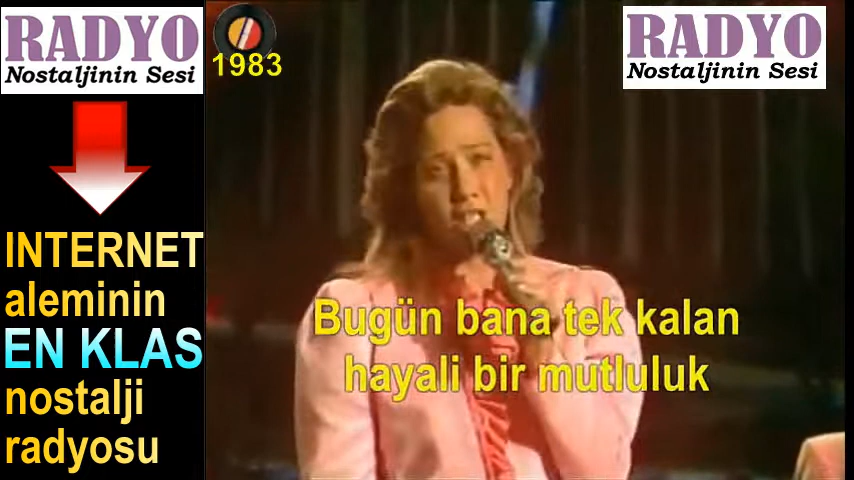 RADYO
Nostaljinin Sesi
INTERNET
aleminin
EN KLAS
nostalji
radyosu
1983
RADYO
Nostaljinin Sesi
Bugün bana tek kalan
hayali bir mutluluk